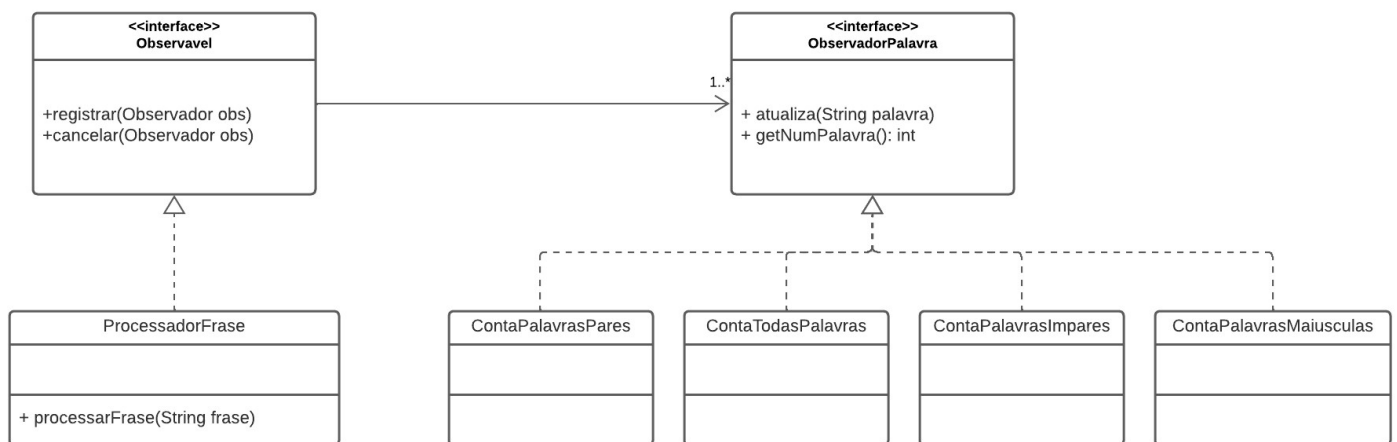 <<interface>>
Observavel
+registrar(Observador obs)
+cancelar(Observador obs)
1..*
<<interface>>
ObservadorPalavra
+ atualiza(String palavra)
+ getNumPalavra(): int
ProcessadorFrase
+ processarFrase(String frase)
ContaPalavrasPares
ContaTodasPalavras
ContaPalavrasImpares
ContaPalavrasMaiusculas